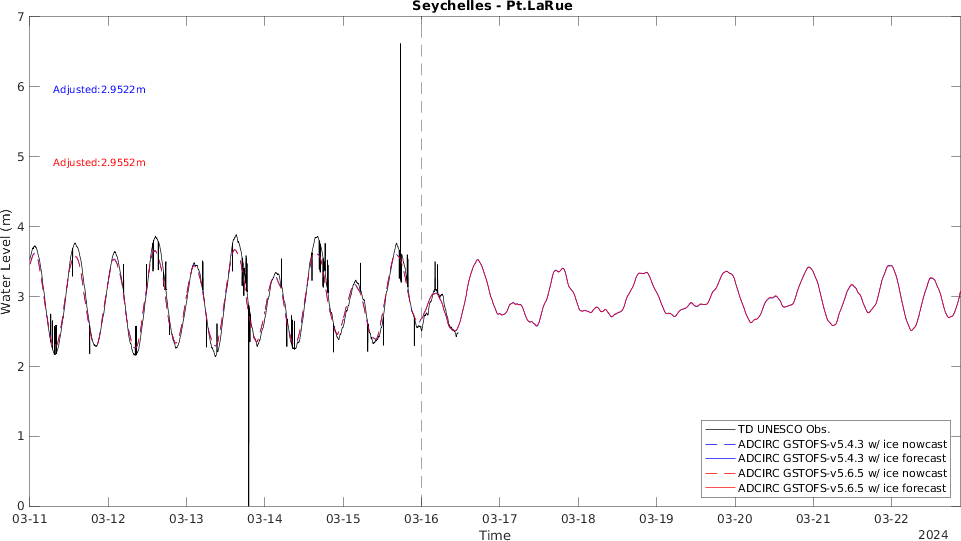 Seychelles - Pt.LaRue
7
6
5
4
3
2
1
0
Water Level (m)
Adjusted:2.9522m
Adjusted:2.9552m
TD UNESCO Obs.
ADCIRC GSTOFS-v5.4.3 w/ ice nowcast
ADCIRC GSTOFS-v5.4.3 w/ ice forecast
ADCIRC GSTOFS-v5.6.5 w/ ice nowcast
ADCIRC GSTOFS-v5.6.5 w/ ice forecast
03-11 03-12 03-13 03-14 03-15 03-16 03-17 03-18 03-19 03-20 03-21 03-22
Time
2024